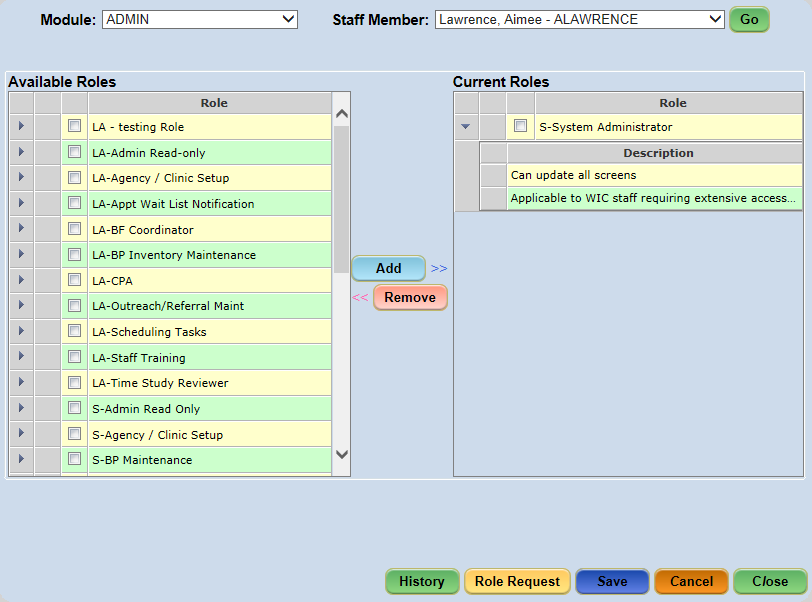 Module: ADMIN Staff Member: Lawrence, Aimee - ALAWRENCE Go
Available Roles
Role
LA - testing Role
LA-Admin Read-only
LA-Agency / Clinic Setup
LA-Appt Wait List Notification
LA-BF Coordinator
LA-BP Inventory Maintenance
LA-CPA
LA-Outreach/Referral Maint
LA-Scheduling Tasks
LA-Staff Training
LA-Time Study Reviewer
S-Admin Read Only
S-Agency / Clinic Setup
S-BP Maintenance
Add >>
<< Remove
Current Roles
Role
S-System Administrator
Description
Can update all screens
Applicable to WIC staff requiring extensive access...
History Role Request Save Cancel Close